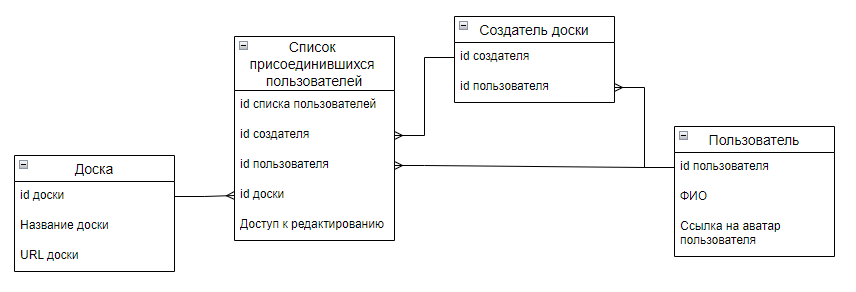 Доска
id доски
Название доски
URL доски
Список
присоединившихся
пользователей
id списка пользователей
id создателя
id пользователя
id доски
Доступ к редактированию
Создатель доски
id создателя
id пользователя
Пользователь
id пользователя
ФИО
Ссылка на аватар
пользователя